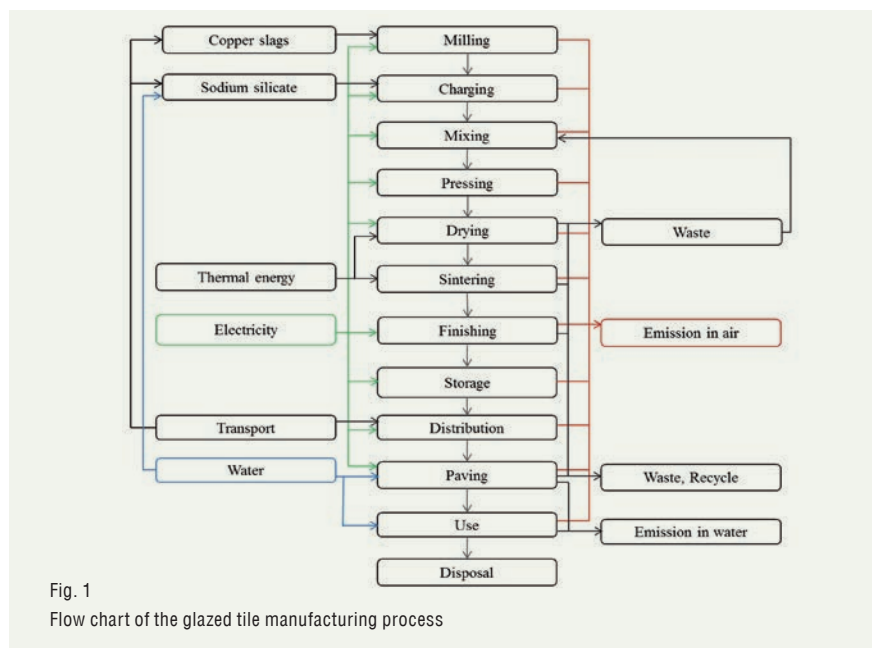 Copper slags
Milling
Sodium silicate
Charging
Mixing
Pressing
Drying
Waste
Thermal energy
Sintering
Electricity
Finishing
Emission in air
Storage
Transport
Distribution
Water
Paving
Waste, Recycle
Use
Emission in water
Disposal
Fig. 1
Flow chart of the glazed tile manufacturing process